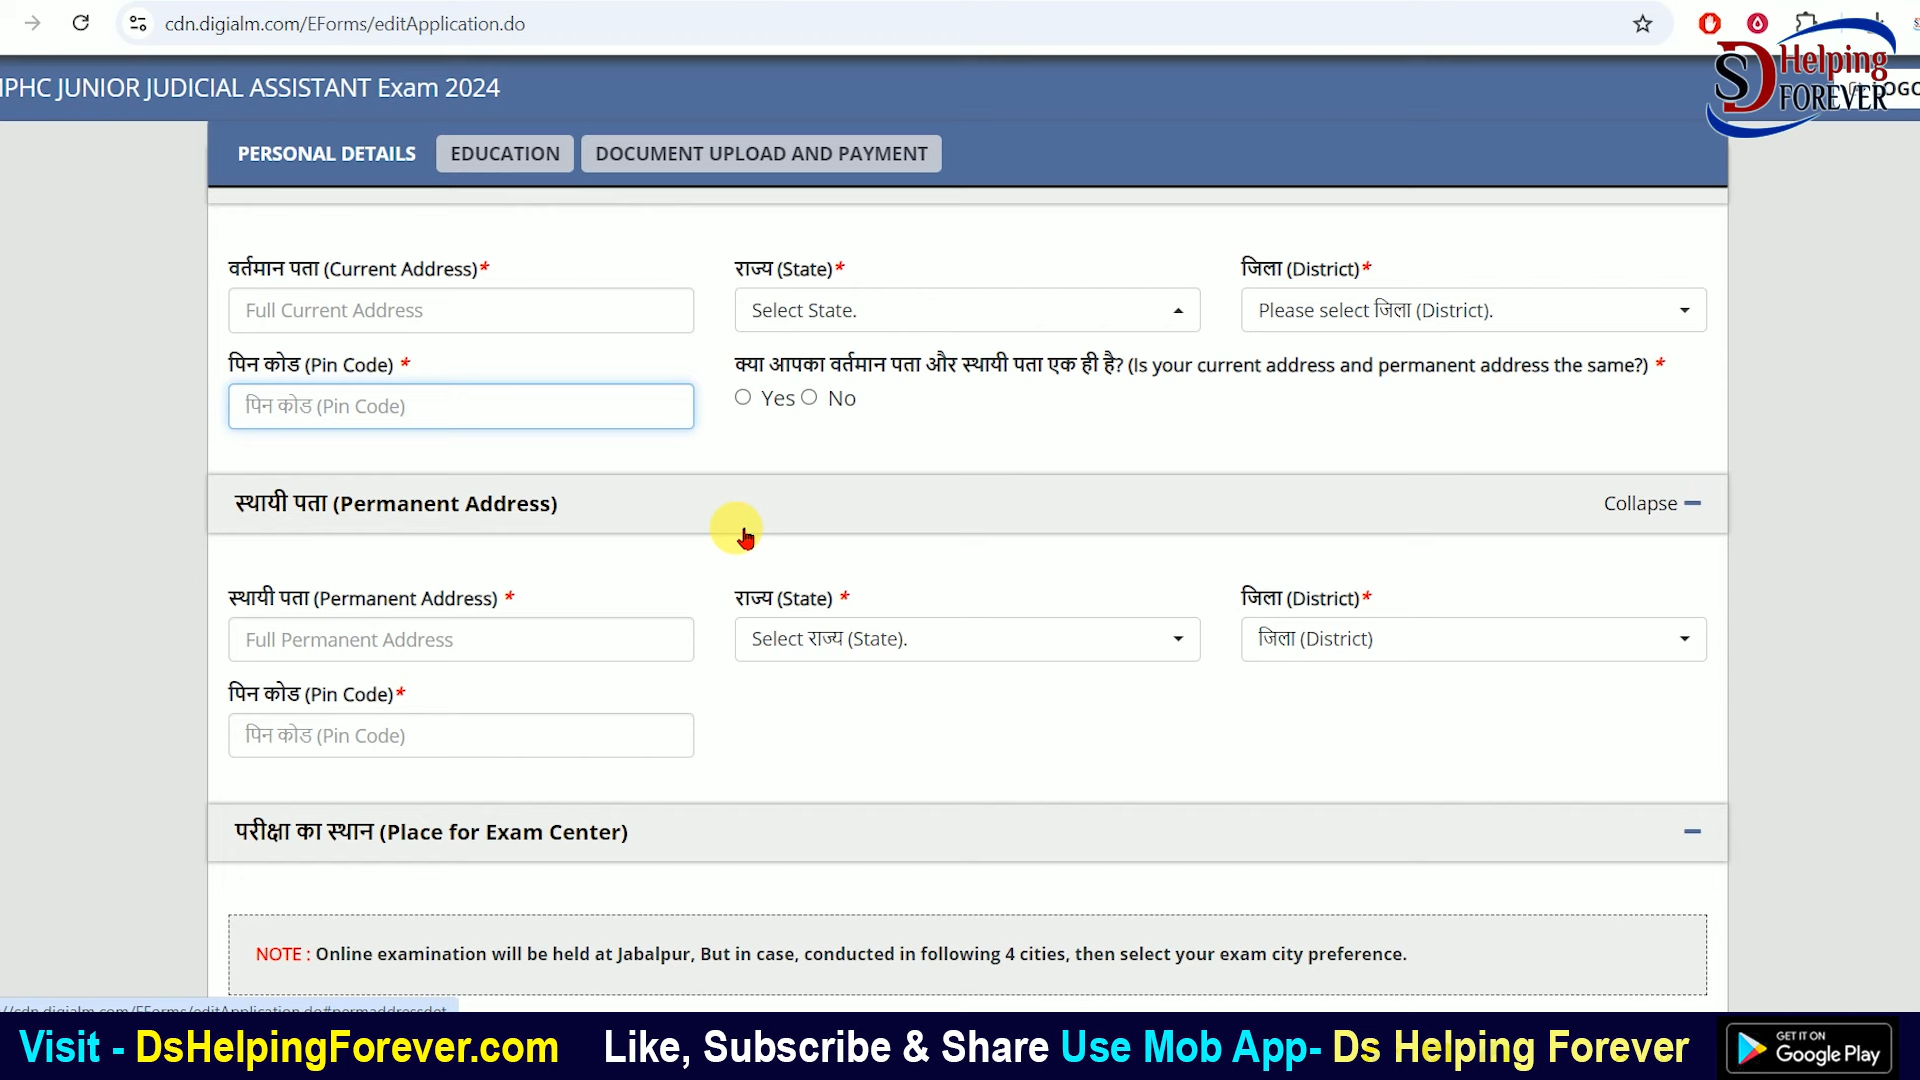 cdn.digialm.com/EForms/editApplication.do
IPHC JUNIOR JUDICIAL ASSISTANT Exam 2024
SD Helping FOREVER
PERSONAL DETAILS EDUCATION DOCUMENT UPLOAD AND PAYMENT
वर्तमान पता (Current Address)* राज्य (State)* जिला (District)*
Full Current Address Select State. Please select जिला (District).
पिन कोड (Pin Code) * क्या आपका वर्तमान पता और स्थायी पता एक ही है? (Is your current address and permanent address the same?) *
पिन कोड (Pin Code) Yes No
स्थायी पता (Permanent Address) Collapse
स्थायी पता (Permanent Address) * राज्य (State) * जिला (District)*
Full Permanent Address Select राज्य (State). जिला (District)
पिन कोड (Pin Code)*
पिन कोड (Pin Code)
परीक्षा का स्थान (Place for Exam Center)
NOTE : Online examination will be held at Jabalpur, But in case, conducted in following 4 cities, then select your exam city preference.
Visit - DsHelpingForever.com Like, Subscribe & Share Use Mob App- Ds Helping Forever
GET IT ON
Google Play